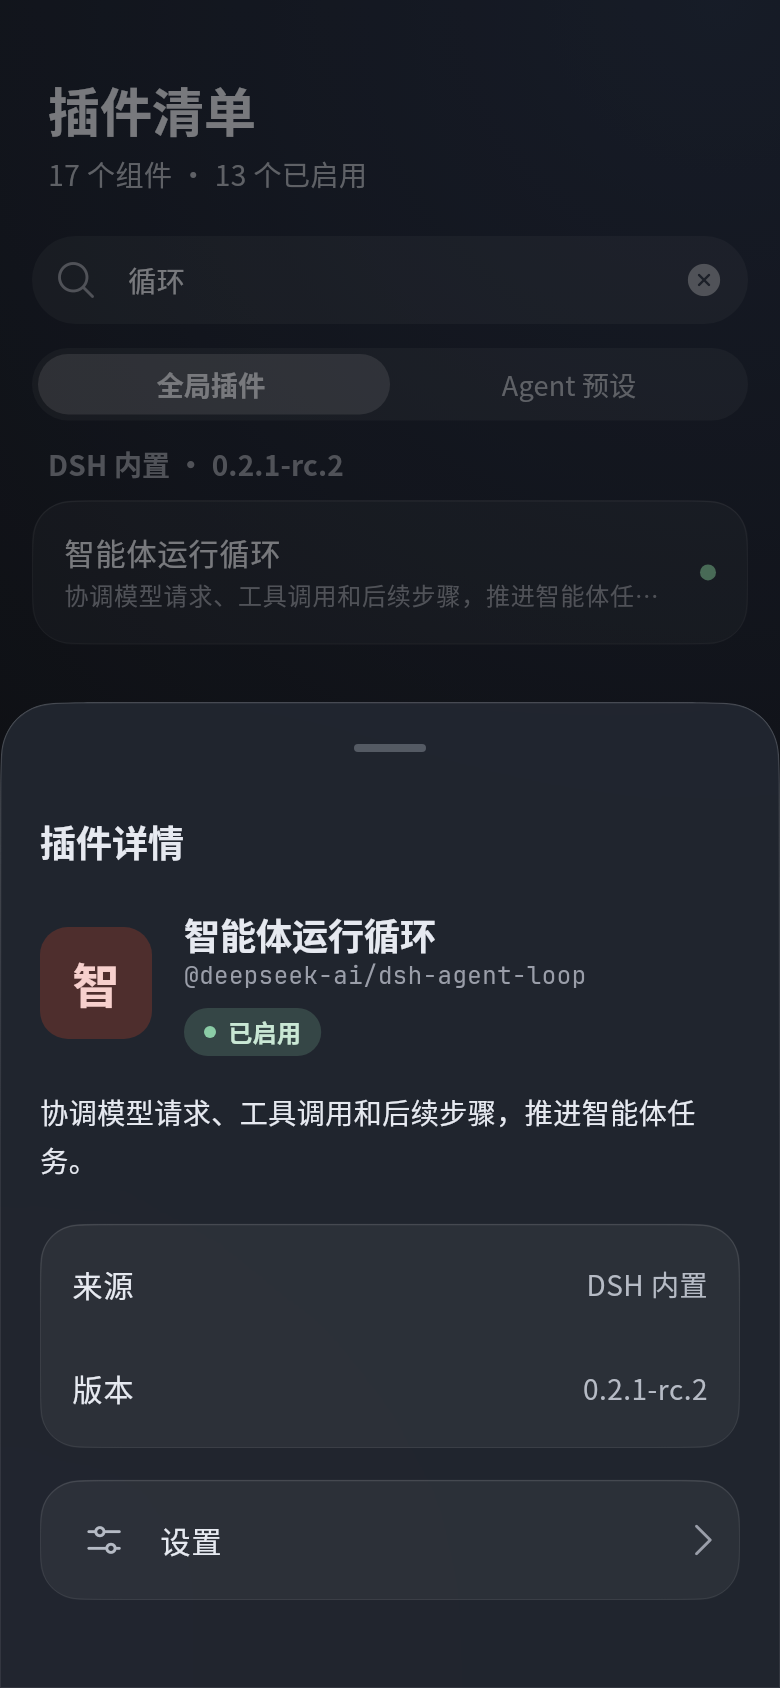 插件清单
17 个组件 · 13 个已启用
循环
全局插件
Agent 预设
DSH 内置 · 0.2.1-rc.2
智能体运行循环
协调模型请求、工具调用和后续步骤，推进智能体任…
插件详情
智
智能体运行循环
@deepseek-ai/dsh-agent-loop
已启用
协调模型请求、工具调用和后续步骤，推进智能体任
务。
来源
DSH 内置
版本
0.2.1-rc.2
设置